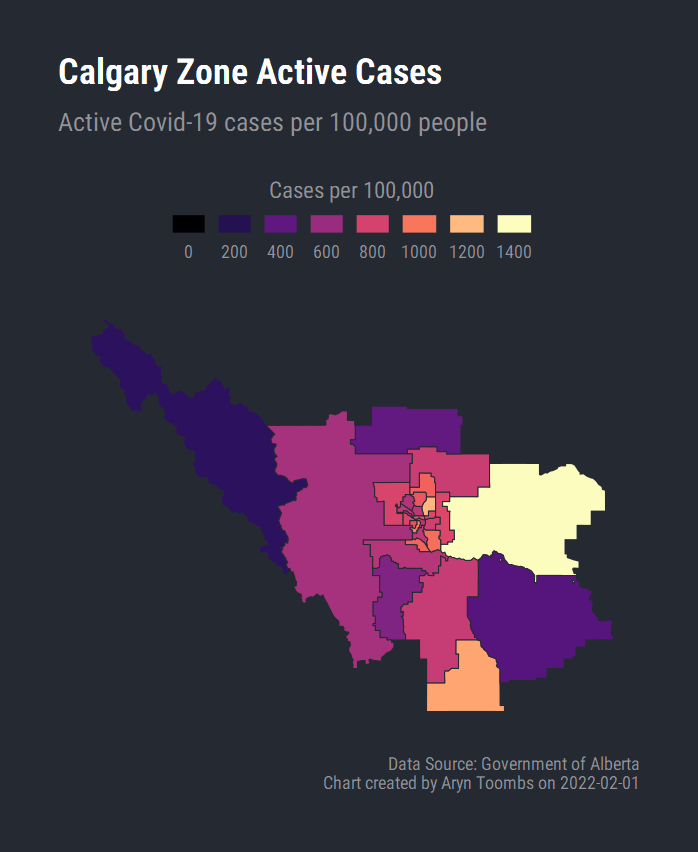 Calgary Zone Active Cases
Active Covid-19 cases per 100,000 people
Cases per 100,000
0 200 400 600 800 1000 1200 1400
Data Source: Government of Alberta
Chart created by Aryn Toombs on 2022-02-01